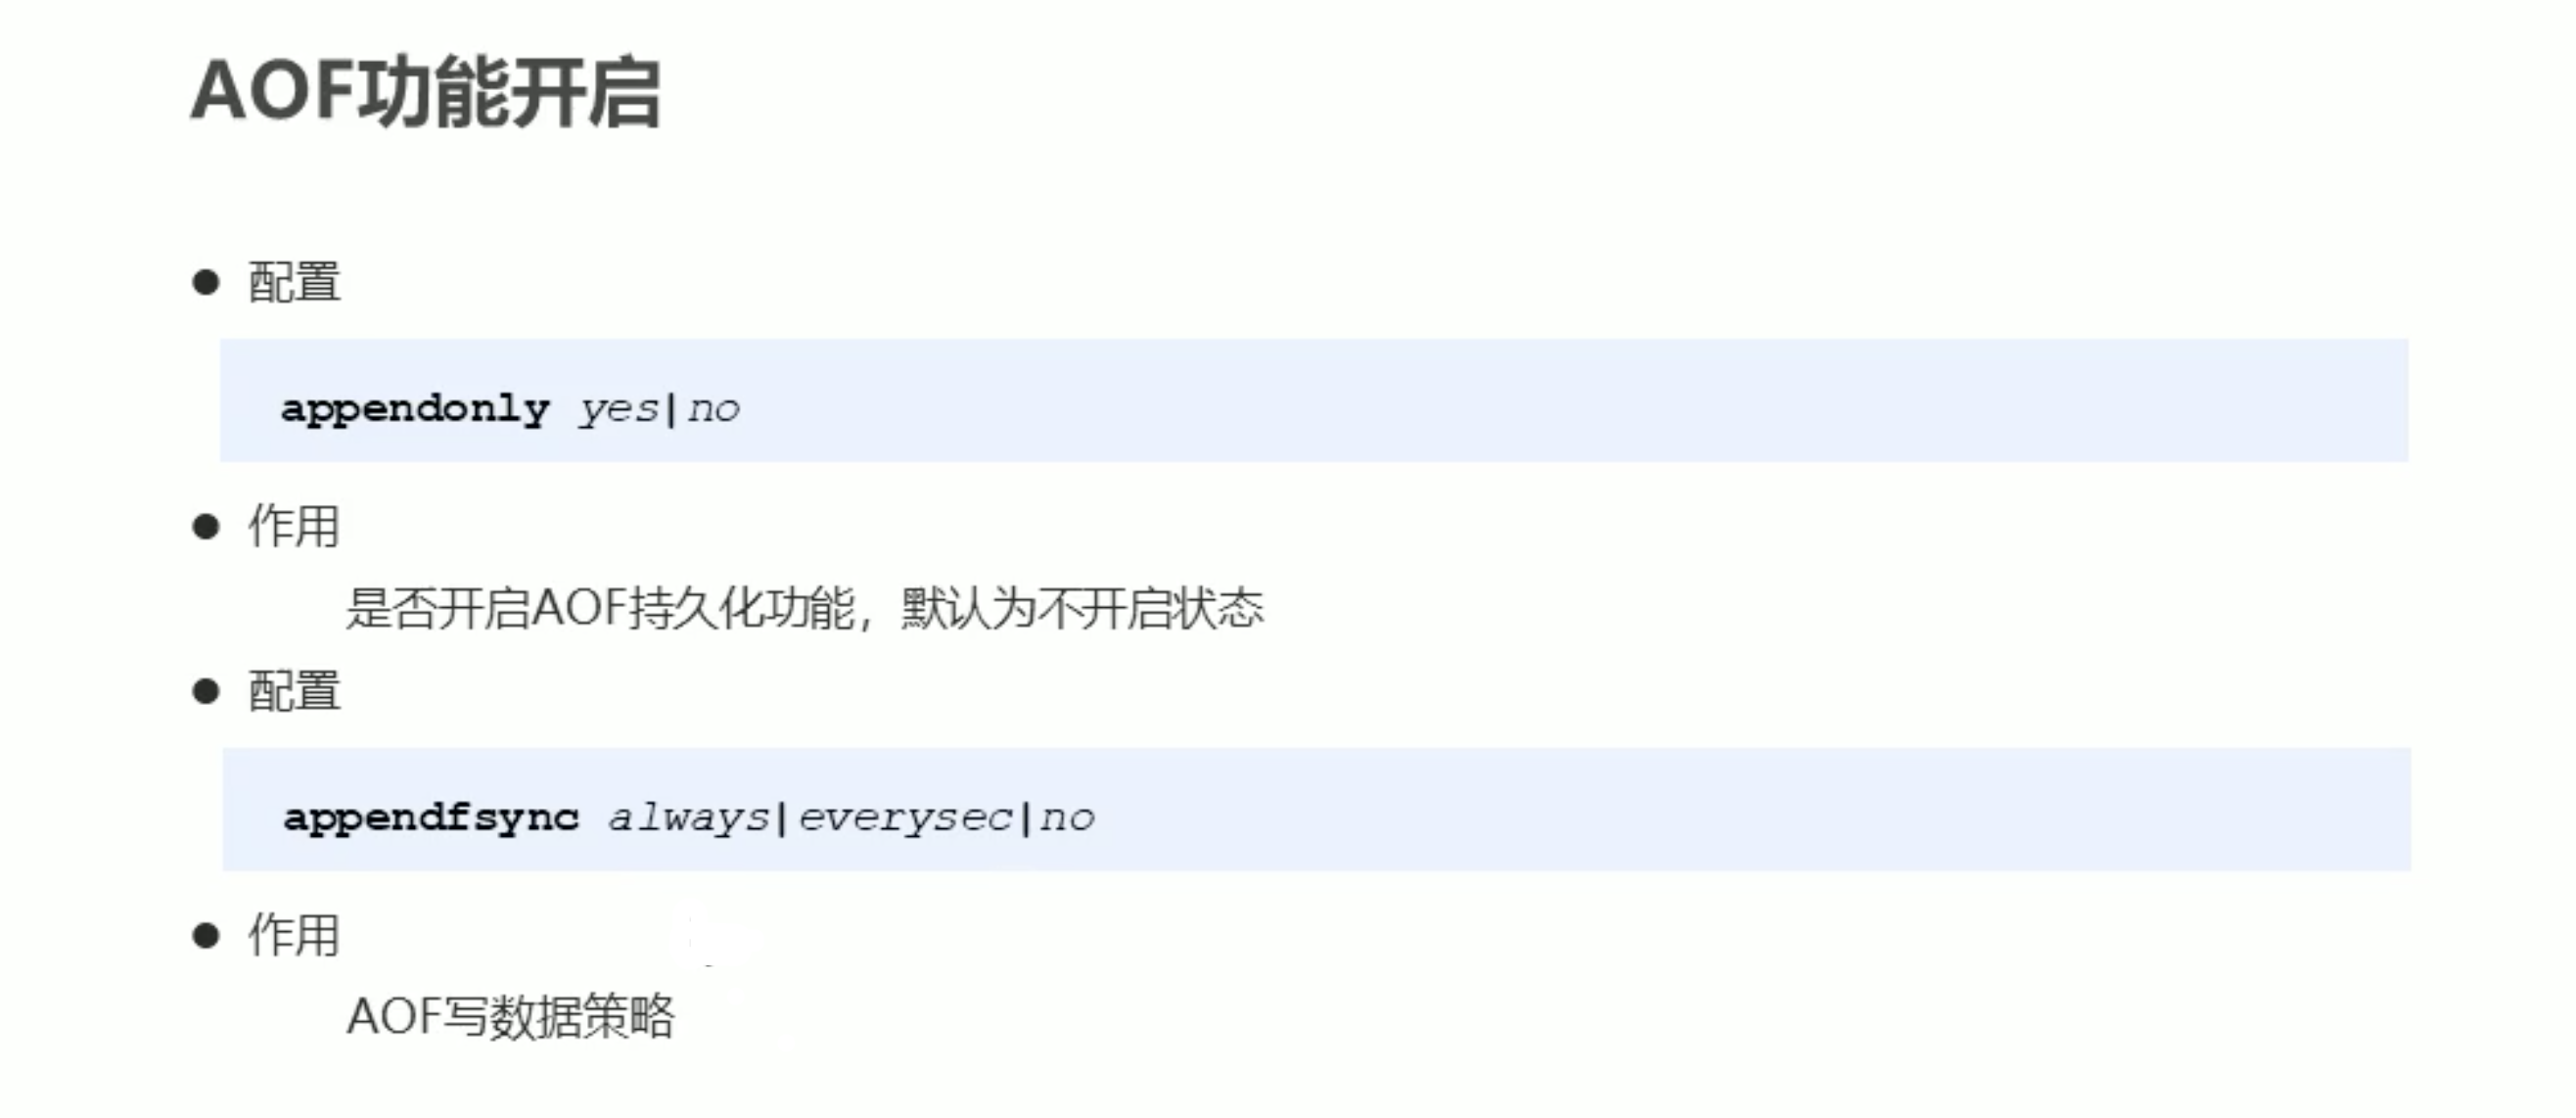 AOF功能开启
● 配置
appendonly yes|no
● 作用
是否开启AOF持久化功能，默认为不开启状态
● 配置
appendfsync always|everysec|no
● 作用
AOF写数据策略